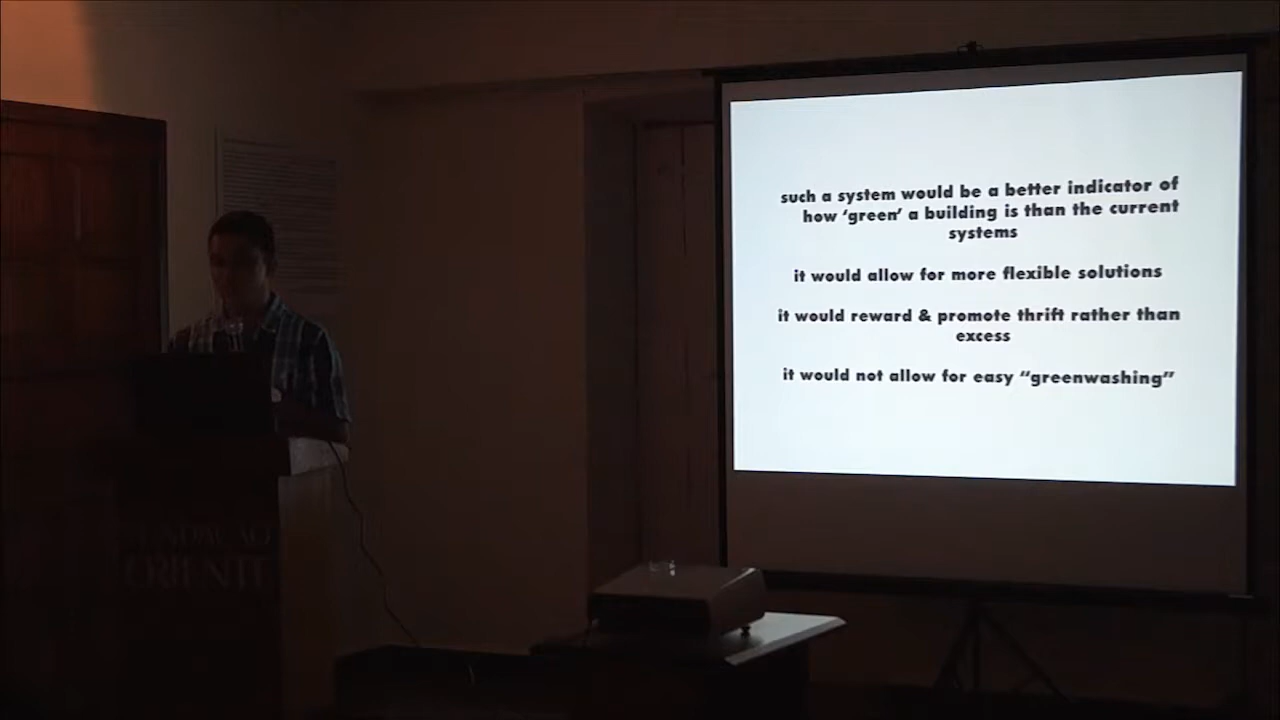 such a system would be a better indicator of
how ‘green’ a building is than the current
systems
it would allow for more flexible solutions
it would reward & promote thrift rather than
excess
it would not allow for easy “greenwashing”
ORIENTE